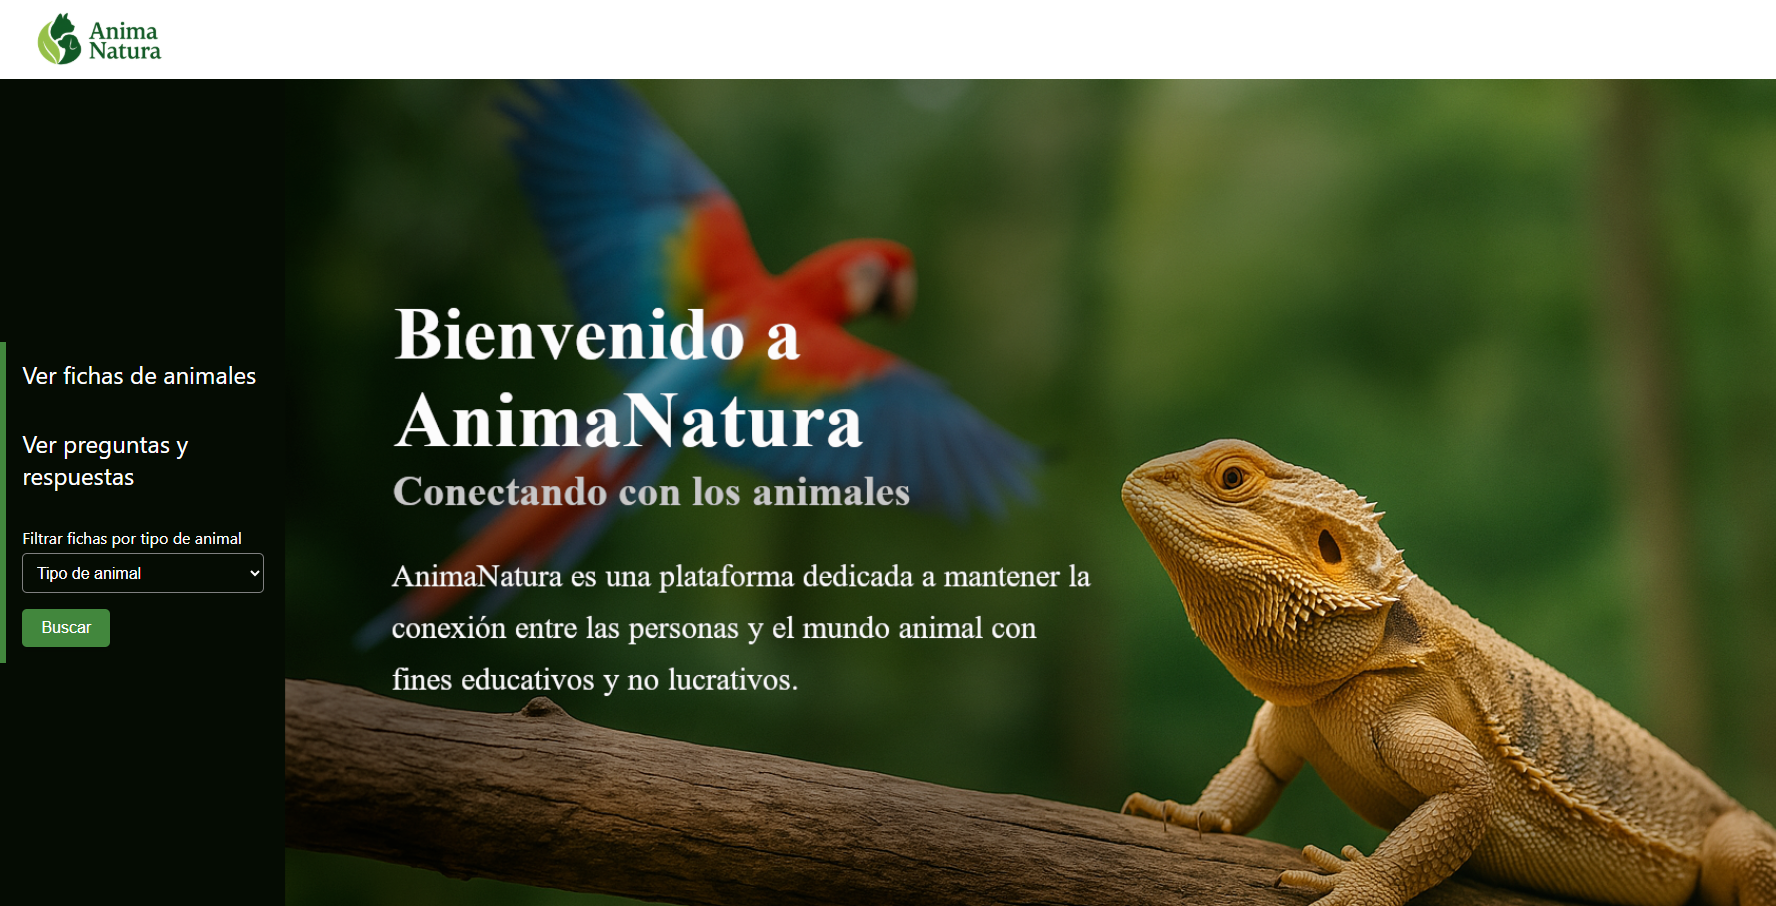 Anima
Natura
Ver fichas de animales
Ver preguntas y
respuestas
Filtrar fichas por tipo de animal
Tipo de animal
Buscar
Bienvenido a
AnimaNatura
Conectando con los animales
AnimaNatura es una plataforma dedicada a mantener la
conexión entre las personas y el mundo animal con
fines educativos y no lucrativos.